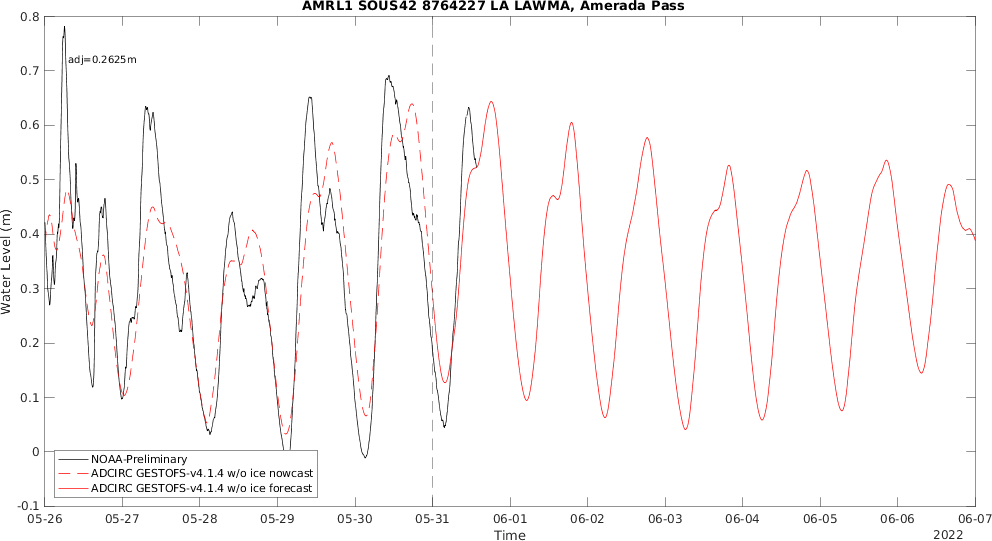 AMRL1 SOUS42 8764227 LA LAWMA, Amerada Pass
0.8
0.7
0.6
0.5
0.4
0.3
0.2
0.1
0
-0.1
Water Level (m)
adj=0.2625m
NOAA-Preliminary
ADCIRC GESTOFS-v4.1.4 w/o ice nowcast
ADCIRC GESTOFS-v4.1.4 w/o ice forecast
05-26 05-27 05-28 05-29 05-30 05-31 06-01 06-02 06-03 06-04 06-05 06-06 06-07
Time
2022